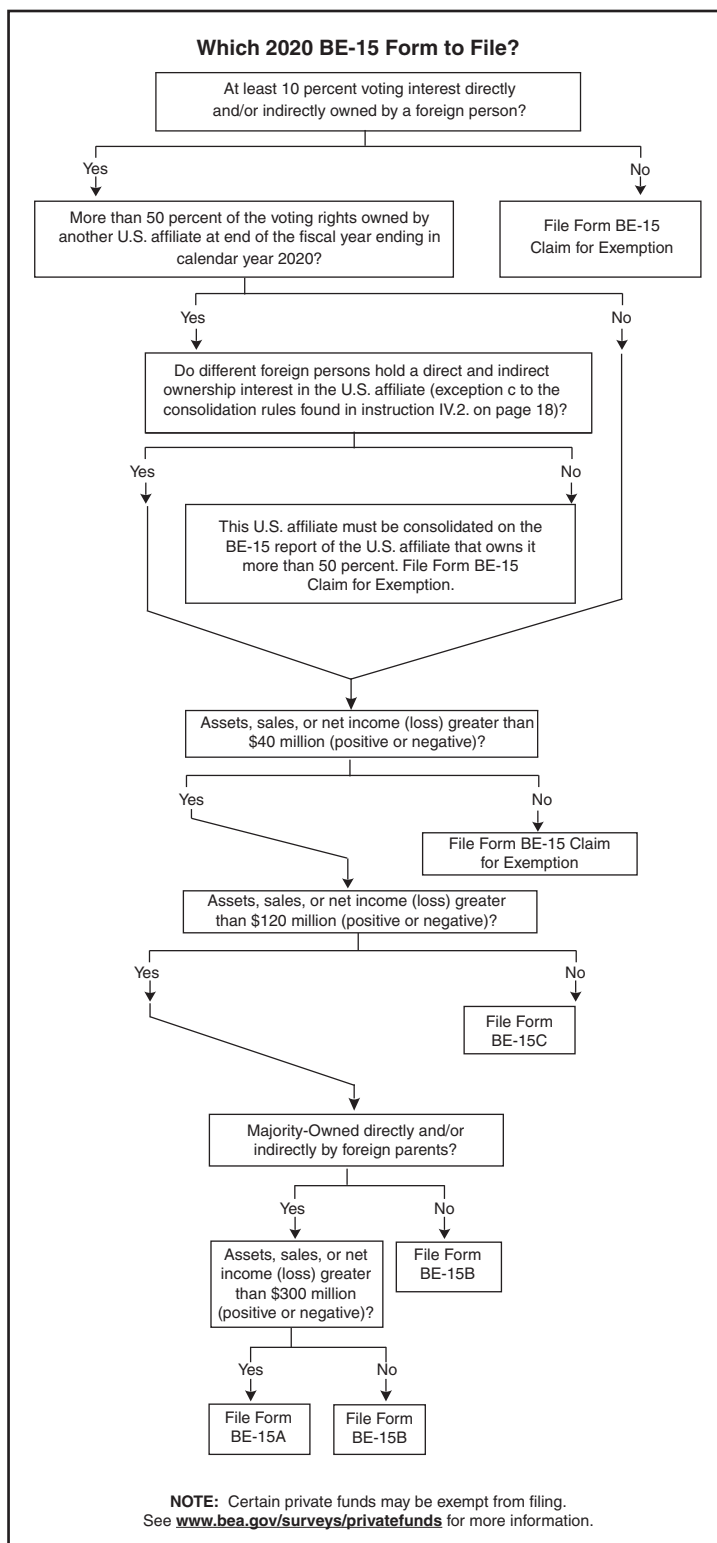 Which 2020 BE-15 Form to File?
At least 10 percent voting interest directly
and/or indirectly owned by a foreign person?
Yes
No
More than 50 percent of the voting rights owned by
another U.S. affiliate at end of the fiscal year ending in
calendar year 2020?
File Form BE-15
Claim for Exemption
Yes
No
Do different foreign persons hold a direct and indirect
ownership interest in the U.S. affiliate (exception c to the
consolidation rules found in instruction IV.2. on page 18)?
Yes
No
This U.S. affiliate must be consolidated on the
BE-15 report of the U.S. affiliate that owns it
more than 50 percent. File Form BE-15
Claim for Exemption.
Assets, sales, or net income (loss) greater than
$40 million (positive or negative)?
Yes
No
File Form BE-15 Claim
for Exemption
Assets, sales, or net income (loss) greater
than $120 million (positive or negative)?
Yes
No
File Form
BE-15C
Majority-Owned directly and/or
indirectly by foreign parents?
Yes
No
Assets, sales, or net
income (loss) greater
than $300 million
(positive or negative)?
File Form
BE-15B
Yes
No
File Form
BE-15A
File Form
BE-15B
NOTE: Certain private funds may be exempt from filing.
See www.bea.gov/surveys/privatefunds for more information.